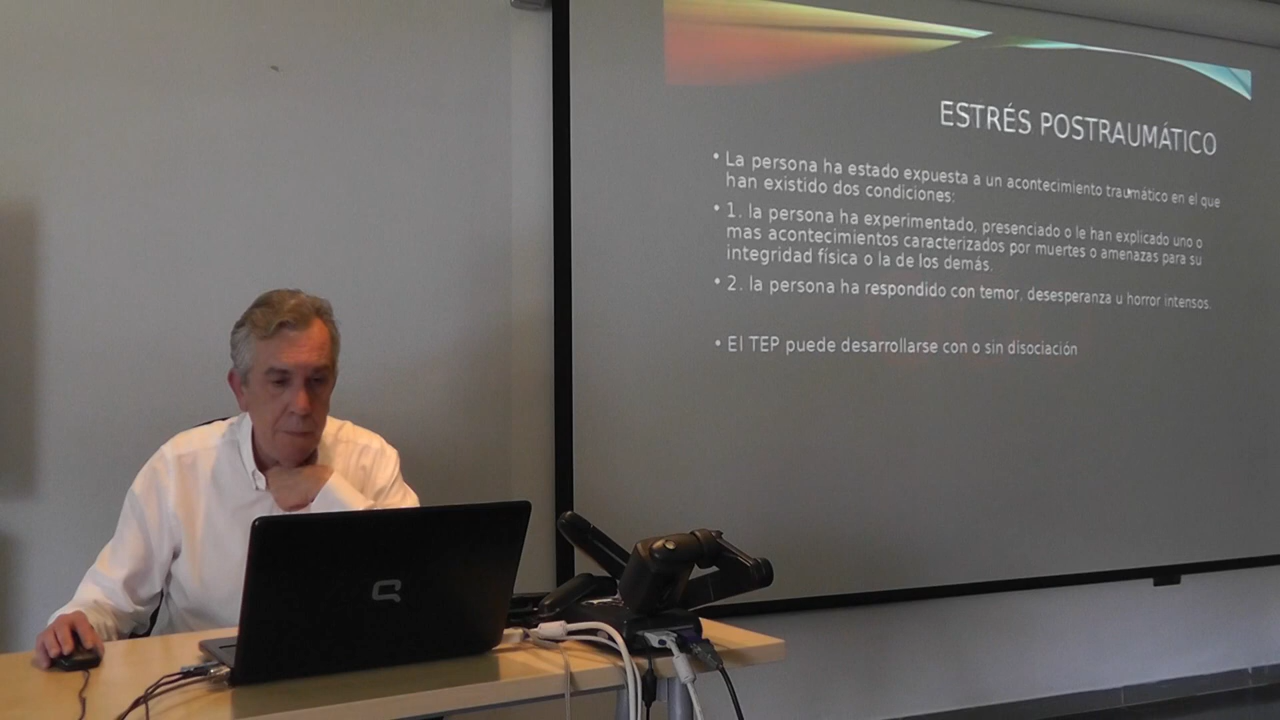 ESTRÉS POSTRAUMÁTICO
• La persona ha estado expuesta a un acontecimiento traumático en el que
han existido dos condiciones:
• 1. la persona ha experimentado, presenciado o le han explicado uno o
mas acontecimientos caracterizados por muertes o amenazas para su
integridad física o la de los demás.
• 2. la persona ha respondido con temor, desesperanza u horror intensos.
• El TEP puede desarrollarse con o sin disociación